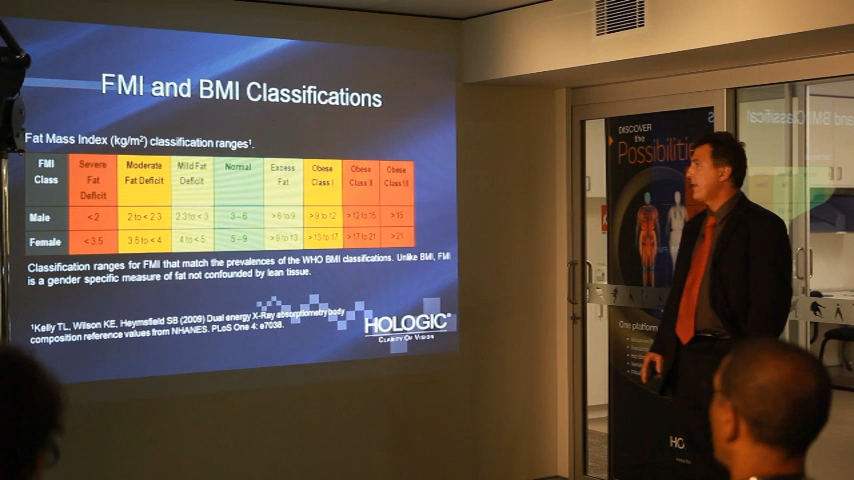 FMI and BMI Classifications
Fat Mass Index (kg/m²) classification ranges¹.
FMI Class Severe Fat Deficit Moderate Fat Deficit Mild Fat Deficit Normal Excess Fat Obese Class I Obese Class II Obese Class III
Male < 2 2 to < 2.3 2.3 to < 3 3 – 6 > 6 to 9 > 9 to 12 > 12 to 15 > 15
Female < 3.5 3.5 to < 4 4 to < 5 5 – 9 > 9 to 13 > 13 to 17 > 17 to 21 > 21
Classification ranges for FMI that match the prevalences of the WHO BMI classifications. Unlike BMI, FMI
is a gender specific measure of fat not confounded by lean tissue.
¹Kelly TL, Wilson KE, Heymsfield SB (2009) Dual energy X-Ray absorptiometry body
composition reference values from NHANES. PLoS One 4: e7038.
HOLOGIC®
CLARITY OF VISION
DISCOVER
the
Possibiliti
One platform
HO